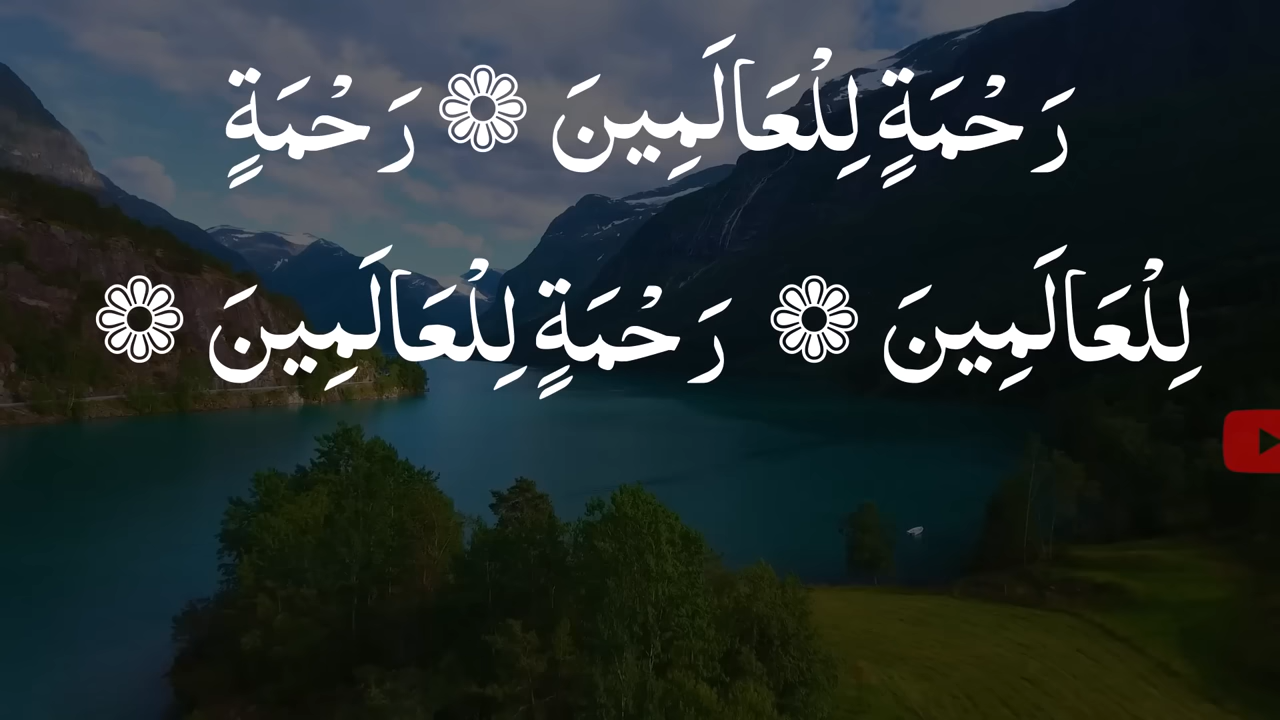 رَحْمَةٍ لِلْعَالَمِينَ ❁ رَحْمَةٍ
لِلْعَالَمِينَ ❁ رَحْمَةٍ لِلْعَالَمِينَ ❁